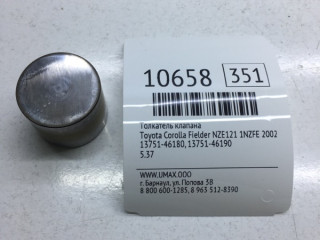 10658 351
Толкатель клапана
Toyota Corolla Fielder NZE121 1NZFE 2002
13751-46180,13751-46190
5.37
WWW.UMAX.OOO
г. Барнаул, ул. Попова 3В
8 800 600-1285, 8 963 512-8390